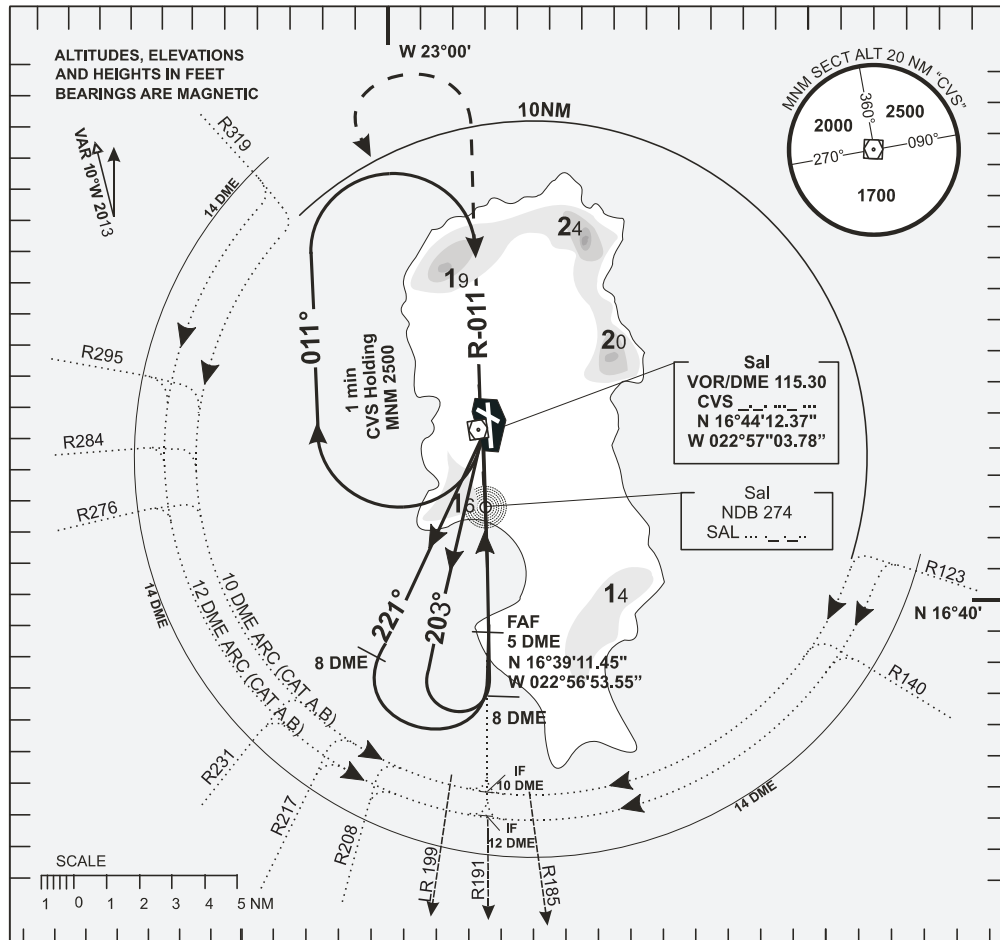 ALTITUDES, ELEVATIONS
AND HEIGHTS IN FEET
BEARINGS ARE MAGNETIC
W 23°00'
MNM SECT ALT 20 NM "CVS"
360°
2000
2500
270°
090°
1700
VAR 10°W 2013
R319
14 DME
10NM
24
19
20
011°
1 min
CVS Holding
MNM 2500
R-011
R295
R284
R276
Sal
VOR/DME 115.30
CVS _._. ..._ ...
N 16°44'12.37"
W 022°57"03.78”
Sal
NDB 274
SAL ... ._ ._..
16
14
R123
N 16°40'
R140
221°
203°
FAF
5 DME
N 16°39'11.45"
W 022°56'53.55”
8 DME
8 DME
14 DME
10 DME ARC (CAT A,B)
12 DME ARC (CAT A,B)
R231
R217
R208
IF
10 DME
IF
12 DME
14 DME
LR 199
R191
R185
SCALE
1 0 1 2 3 4 5 NM